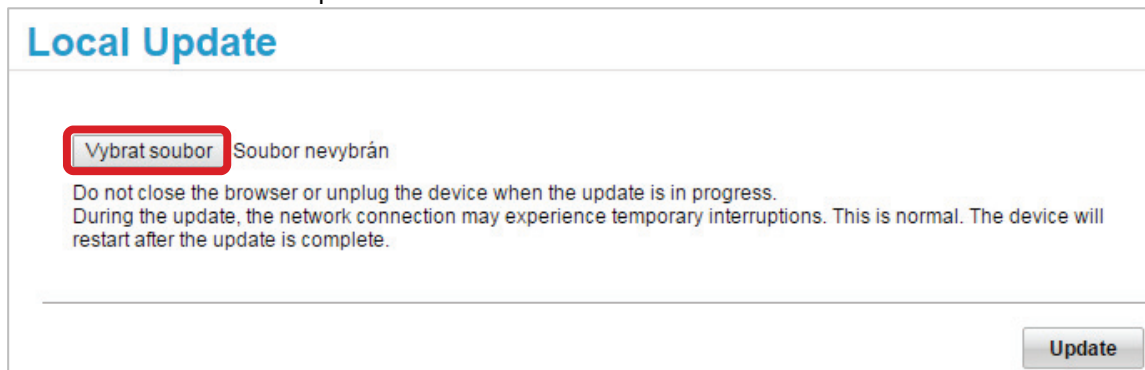 Local Update
Vybrat soubor Soubor nevybrán
Do not close the browser or unplug the device when the update is in progress.
During the update, the network connection may experience temporary interruptions. This is normal. The device will
restart after the update is complete.
Update